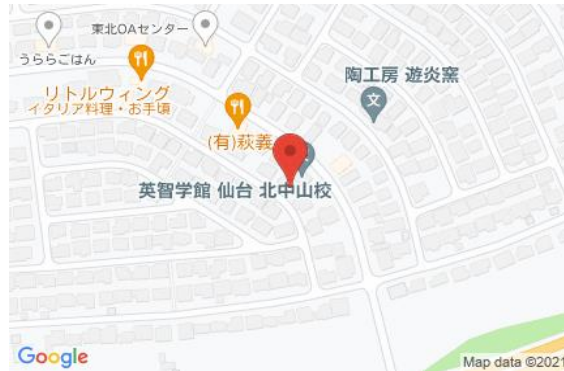 東北OAセンター
うららごはん
リトルウィング
イタリア料理・お手頃
陶工房 遊炎窯
文
(有)萩義
英智学館 仙台 北中山校
Google
Map data ©2021